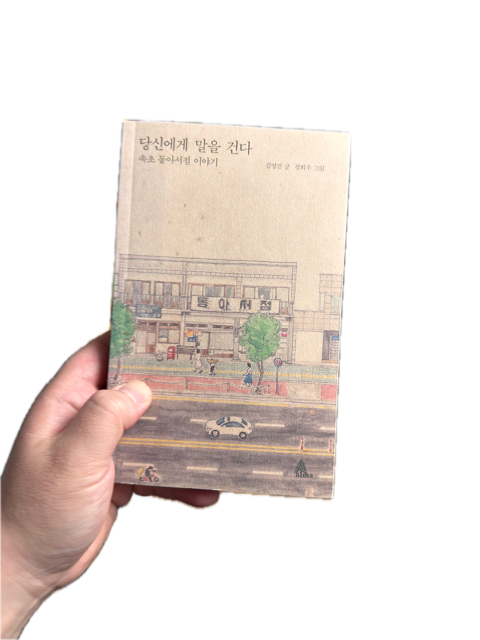 당신에게 말을 건다
속초 동아서점 이야기
김영건 글 정희우 그림
동아서점
alma